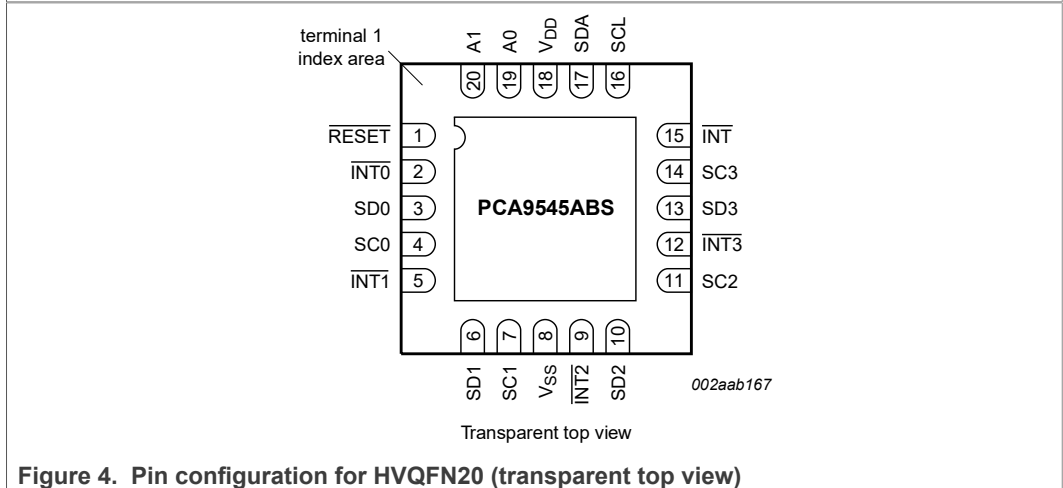 terminal 1
index area
A1
A0
VDD
SDA
SCL
20
19
18
17
16
RESET
1
INT0
2
SD0
3
SC0
4
INT1
5
PCA9545ABS
15
INT
14
SC3
13
SD3
12
INT3
11
SC2
6
7
8
9
10
SD1
SC1
VSS
INT2
SD2
002aab167
Transparent top view
Figure 4. Pin configuration for HVQFN20 (transparent top view)